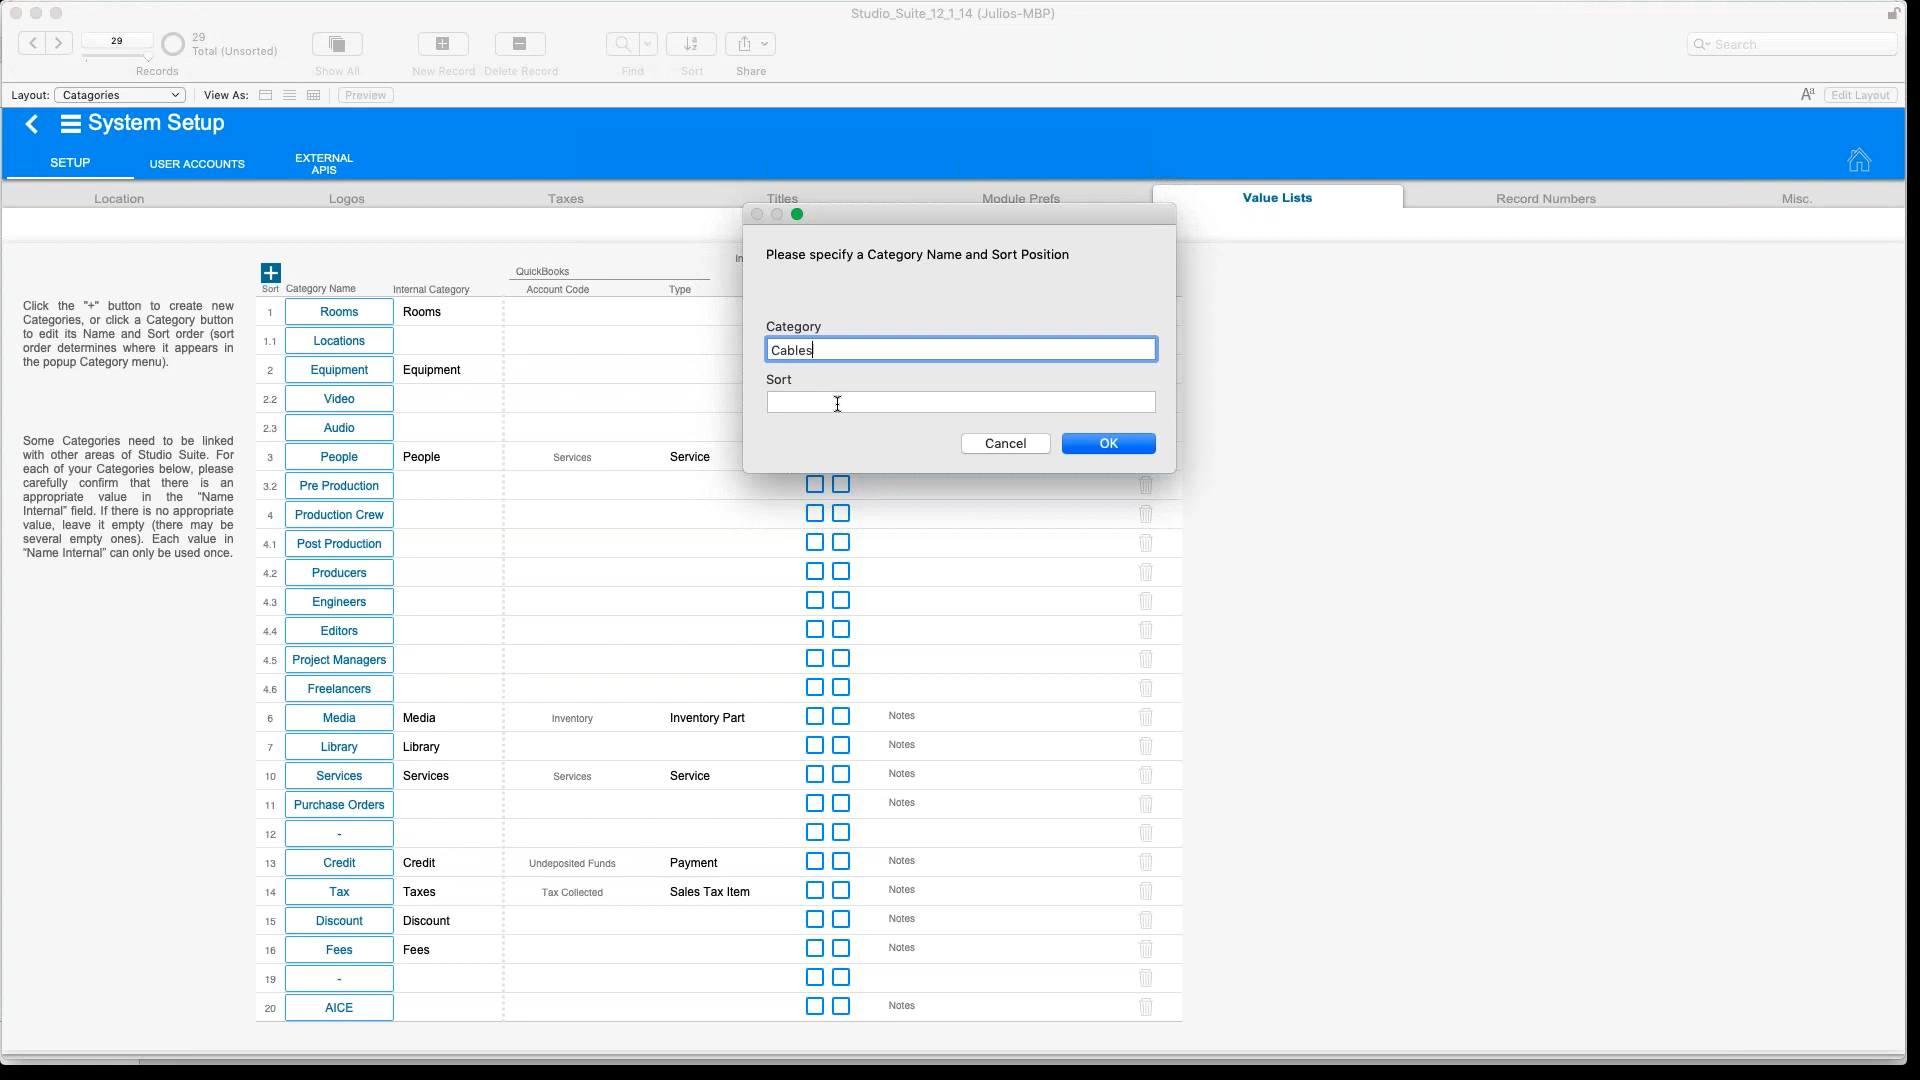 Studio_Suite_12_1_14 (Julios-MBP)
29
29
Total (Unsorted)
Records
Show All
New Record
Delete Record
Find
Sort
Share
Search
Layout: Catagories
View As:
Preview
Aa
Edit Layout
System Setup
SETUP
USER ACCOUNTS
EXTERNAL
APIS
Location
Logos
Taxes
Titles
Module Prefs
Value Lists
Record Numbers
Misc.
Please specify a Category Name and Sort Position
Category
Cables
Sort
Cancel
OK
Click the "+" button to create new
Categories, or click a Category button
to edit its Name and Sort order (sort
order determines where it appears in
the popup Category menu).
Some Categories need to be linked
with other areas of Studio Suite. For
each of your Categories below, please
carefully confirm that there is an
appropriate value in the "Name
Internal" field. If there is no appropriate
value, leave it empty (there may be
several empty ones). Each value in
"Name Internal" can only be used once.
QuickBooks
Sort Category Name Internal Category Account Code Type
1 Rooms Rooms
1.1 Locations
2 Equipment Equipment
2.2 Video
2.3 Audio
3 People People Services Service
3.2 Pre Production
4 Production Crew
4.1 Post Production
4.2 Producers
4.3 Engineers
4.4 Editors
4.5 Project Managers
4.6 Freelancers
6 Media Media Inventory Inventory Part Notes
7 Library Library Notes
10 Services Services Services Service Notes
11 Purchase Orders Notes
12 -
13 Credit Credit Undeposited Funds Payment Notes
14 Tax Taxes Tax Collected Sales Tax Item Notes
15 Discount Discount Notes
16 Fees Fees Notes
19 -
20 AICE Notes